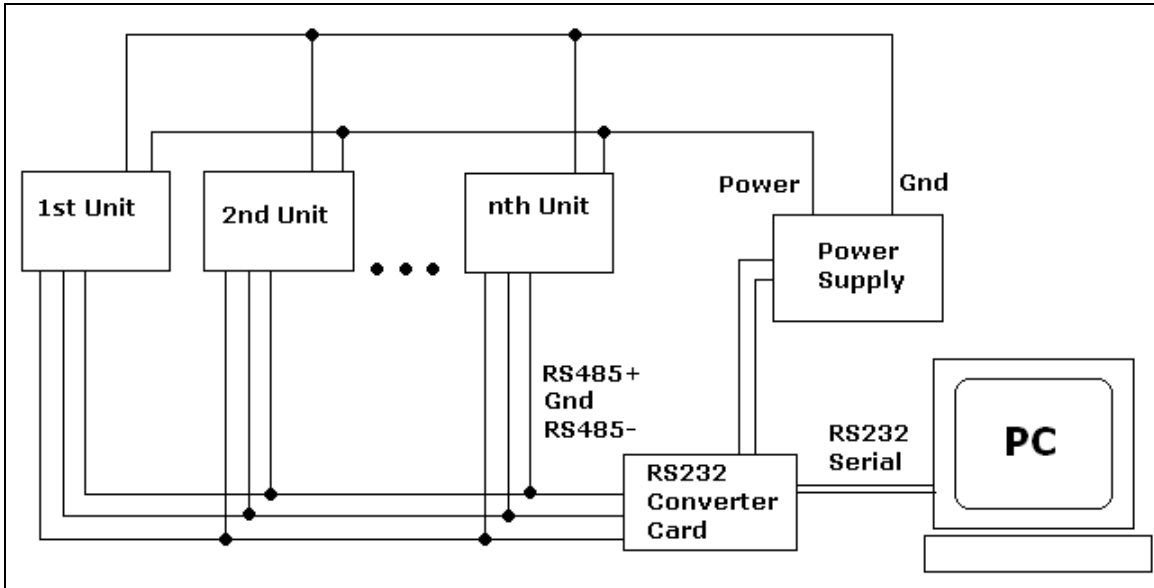 1st Unit
2nd Unit
nth Unit
Power
Gnd
Power
Supply
RS485+
Gnd
RS485-
RS232
Converter
Card
RS232
Serial
PC